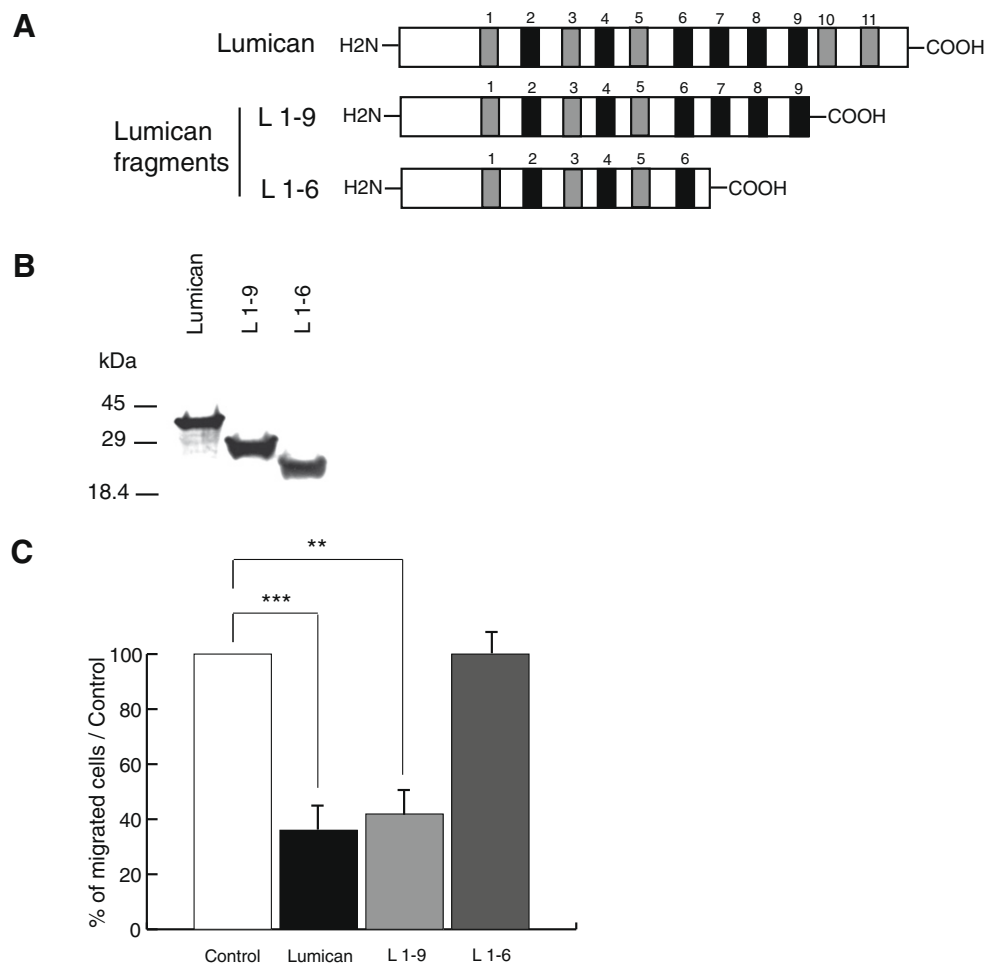 A
1 2 3 4 5 6 7 8 9 10 11
Lumican H2N COOH
1 2 3 4 5 6 7 8 9
L 1-9 H2N COOH
Lumican
fragments
1 2 3 4 5 6
L 1-6 H2N COOH
B
Lumican
L 1-9
L 1-6
kDa
45
29
18.4
C
**
***
% of migrated cells / Control
100
80
60
40
20
0
Control Lumican L 1-9 L 1-6